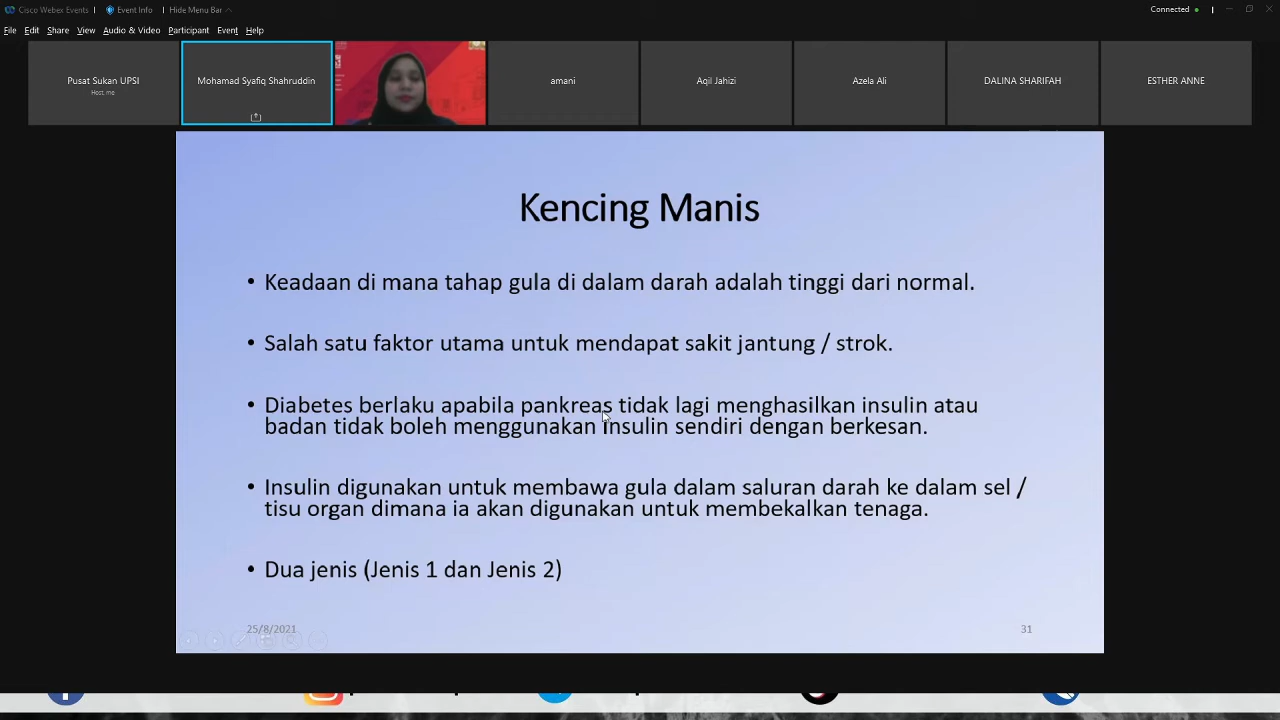 Cisco Webex Events
Event Info
Hide Menu Bar
Connected
File Edit Share View Audio & Video Participant Event Help
Pusat Sukan UPSI
Host, me
Mohamad Syafiq Shahruddin
amani
Aqil Jahizi
Azela Ali
DALINA SHARIFAH
ESTHER ANNE
Kencing Manis
• Keadaan di mana tahap gula di dalam darah adalah tinggi dari normal.
• Salah satu faktor utama untuk mendapat sakit jantung / strok.
• Diabetes berlaku apabila pankreas tidak lagi menghasilkan insulin atau
badan tidak boleh menggunakan insulin sendiri dengan berkesan.
• Insulin digunakan untuk membawa gula dalam saluran darah ke dalam sel /
tisu organ dimana ia akan digunakan untuk membekalkan tenaga.
• Dua jenis (Jenis 1 dan Jenis 2)
25/8/2021
31